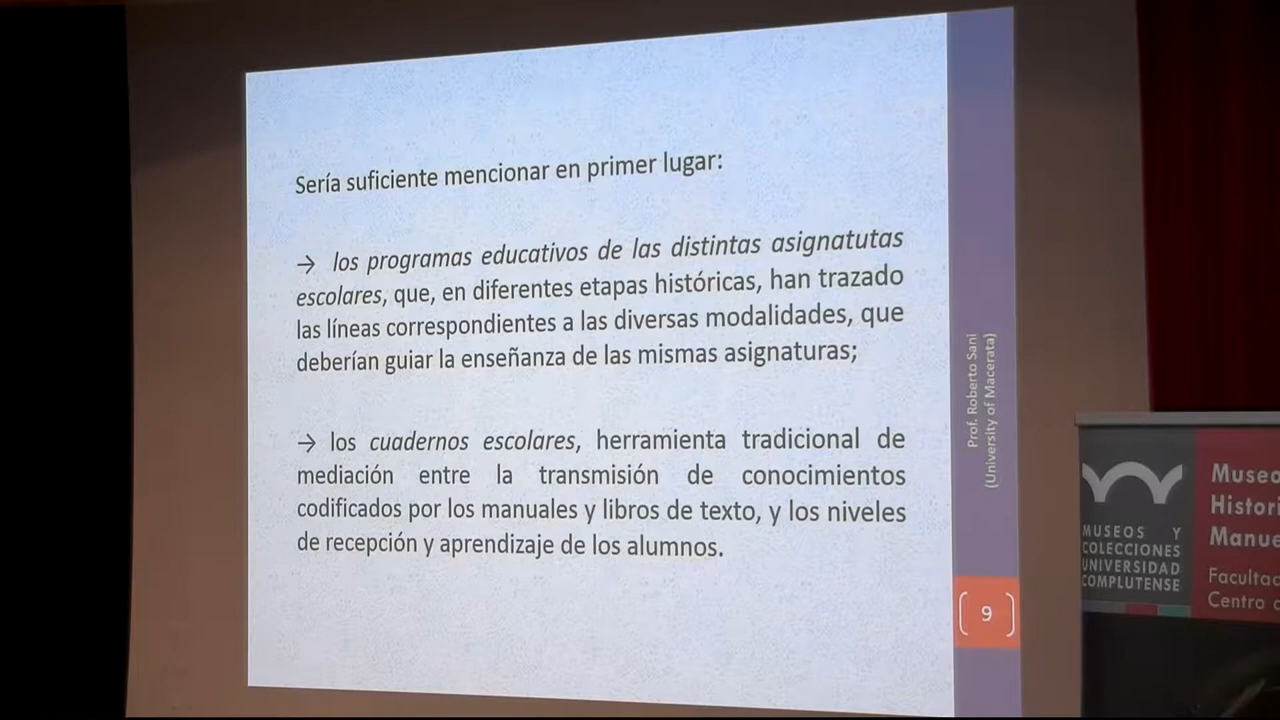 Sería suficiente mencionar en primer lugar:
→ los programas educativos de las distintas asignatutas
escolares, que, en diferentes etapas históricas, han trazado
las líneas correspondientes a las diversas modalidades, que
deberían guiar la enseñanza de las mismas asignaturas;
→ los cuadernos escolares, herramienta tradicional de
mediación entre la transmisión de conocimientos
codificados por los manuales y libros de texto, y los niveles
de recepción y aprendizaje de los alumnos.
Prof. Roberto Sani
(University of Macerata)
9
MUSEOS Y
COLECCIONES
UNIVERSIDAD
COMPLUTENSE
Museo
Histori
Manue
Facultad
Centro d